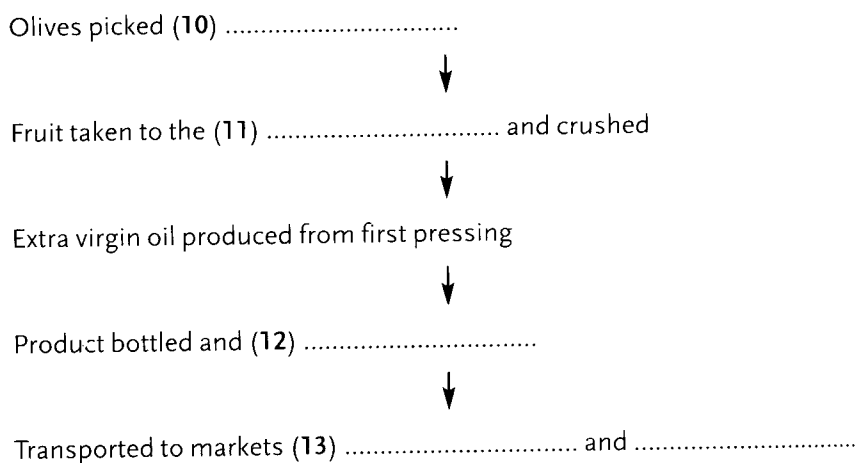 Olives picked (10) .................................
Fruit taken to the (11) ................................. and crushed
Extra virgin oil produced from first pressing
Product bottled and (12) .................................
Transported to markets (13) ................................. and .................................